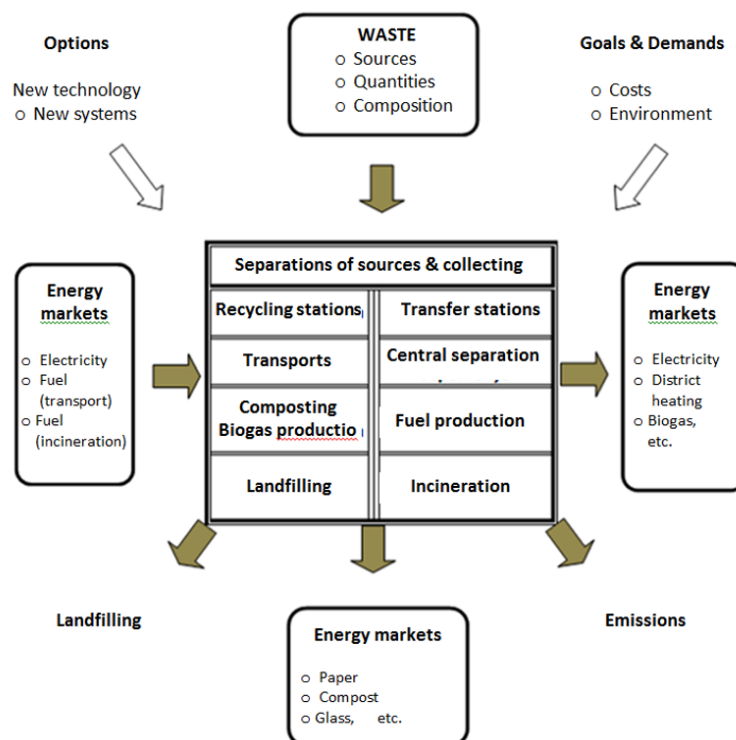 Options
New technology
o New systems
WASTE
o Sources
o Quantities
o Composition
Goals & Demands
o Costs
o Environment
Energy
markets
o Electricity
o Fuel
(transport)
o Fuel
(incineration)
Separations of sources & collecting
Recycling stations
Transfer stations
Transports
Central separation
Composting
Biogas productio
Fuel production
Landfilling
Incineration
Energy
markets
o Electricity
o District
heating
o Biogas,
etc.
Landfilling
Energy markets
o Paper
o Compost
o Glass, etc.
Emissions